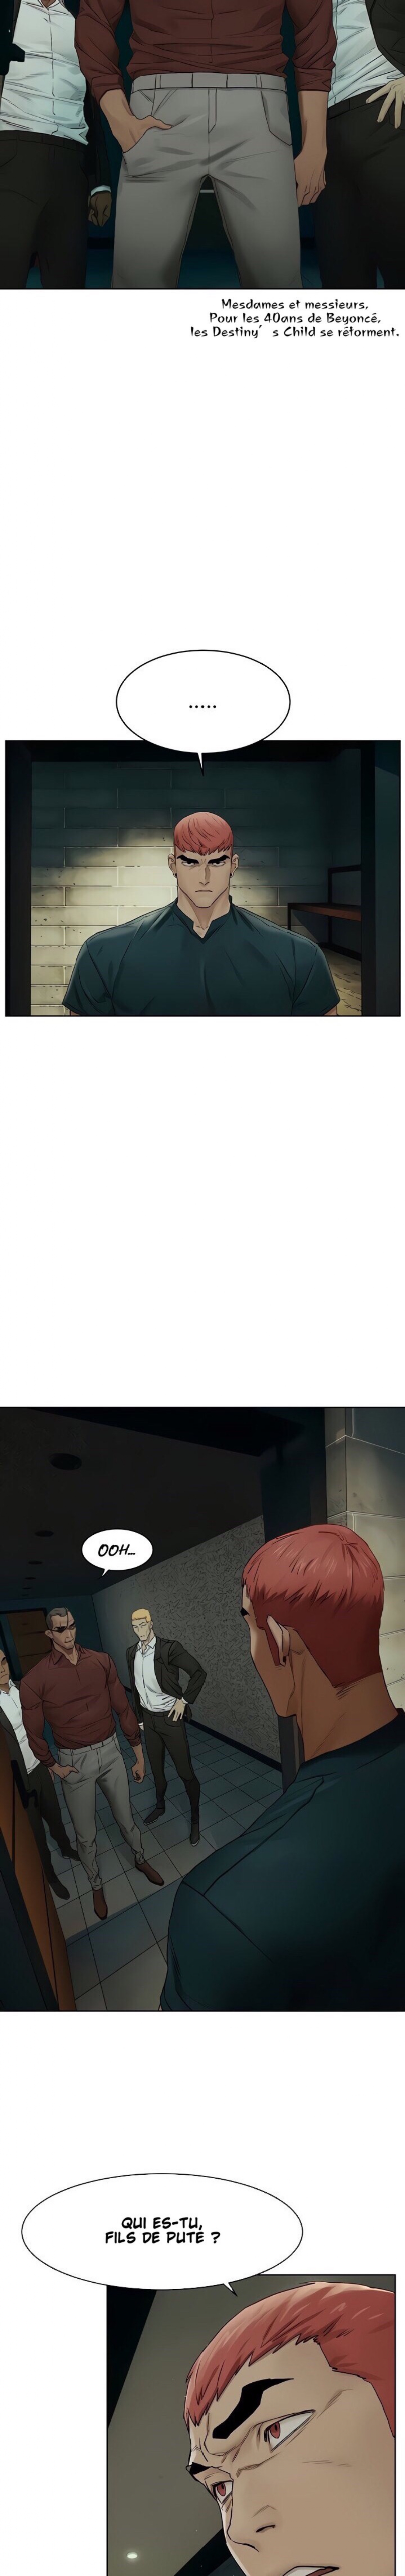 Mesdames et messieurs,
Pour les 40ans de Beyoncé,
les Destiny's Child se réforment.
.....
OOH...
QUI ES-TU,
FILS DE PUTE ?